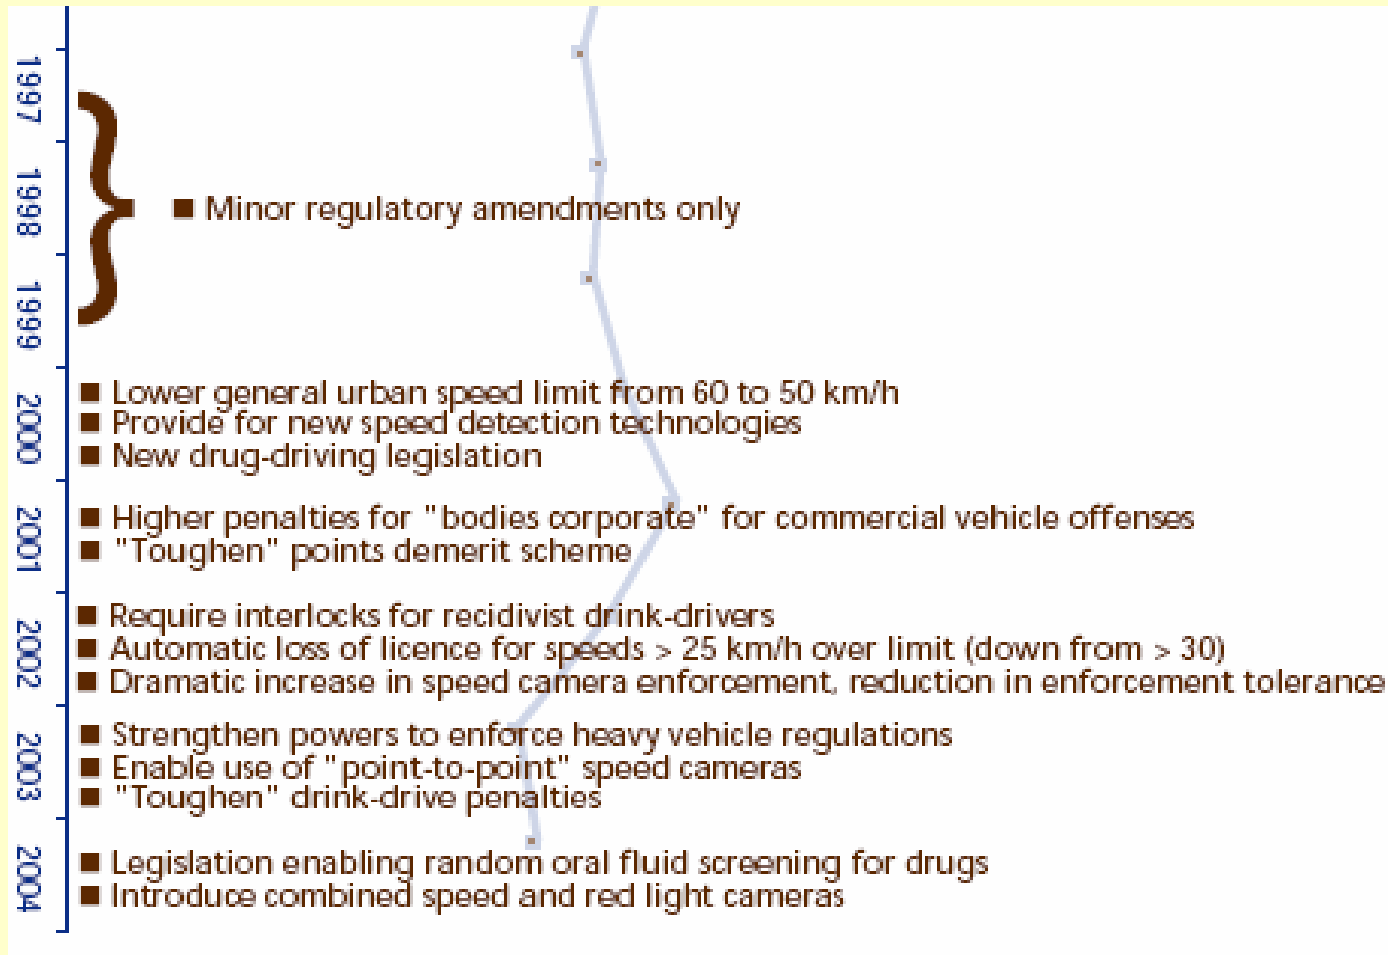 1997
1998
■ Minor regulatory amendments only
1999
2000
■ Lower general urban speed limit from 60 to 50 km/h
■ Provide for new speed detection technologies
■ New drug-driving legislation
2001
■ Higher penalties for "bodies corporate" for commercial vehicle offenses
■ "Toughen" points demerit scheme
2002
■ Require interlocks for recidivist drink-drivers
■ Automatic loss of licence for speeds > 25 km/h over limit (down from > 30)
■ Dramatic increase in speed camera enforcement, reduction in enforcement tolerance
2003
■ Strengthen powers to enforce heavy vehicle regulations
■ Enable use of "point-to-point" speed cameras
■ "Toughen" drink-drive penalties
2004
■ Legislation enabling random oral fluid screening for drugs
■ Introduce combined speed and red light cameras